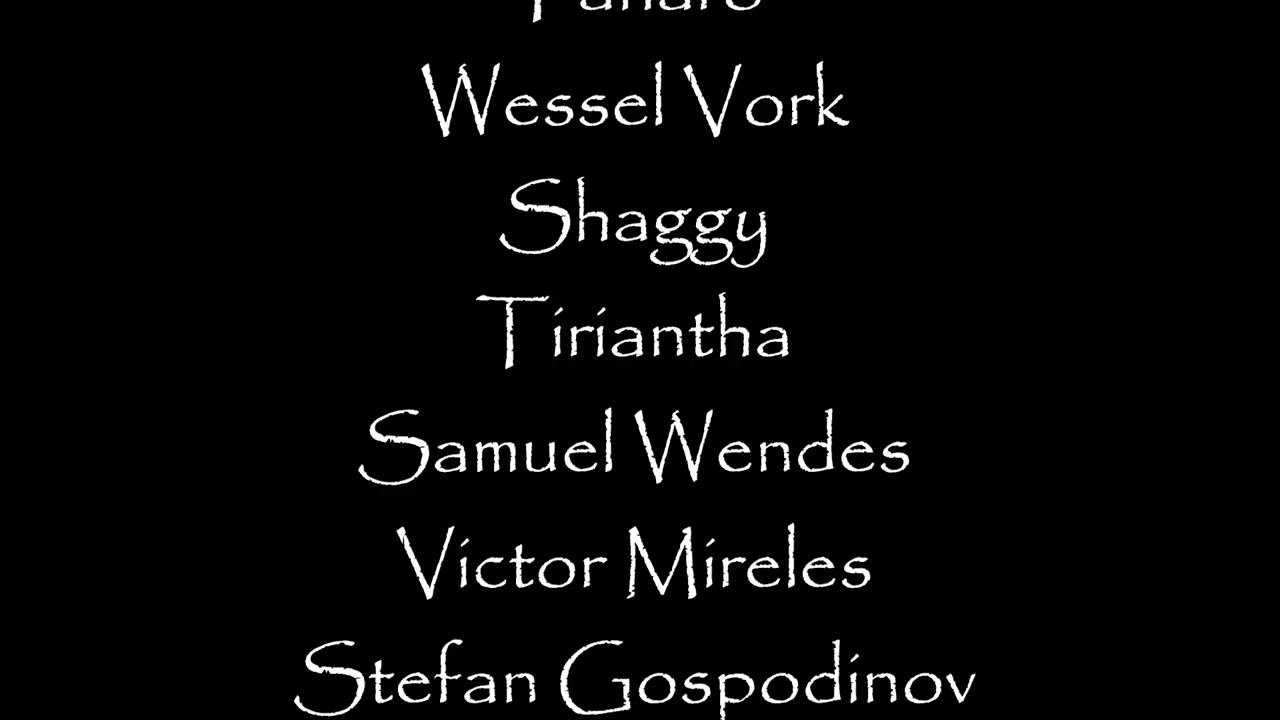 Wessel Vork
Shaggy
Tiriantha
Samuel Wendes
Victor Mireles
Stefan Gospodinov